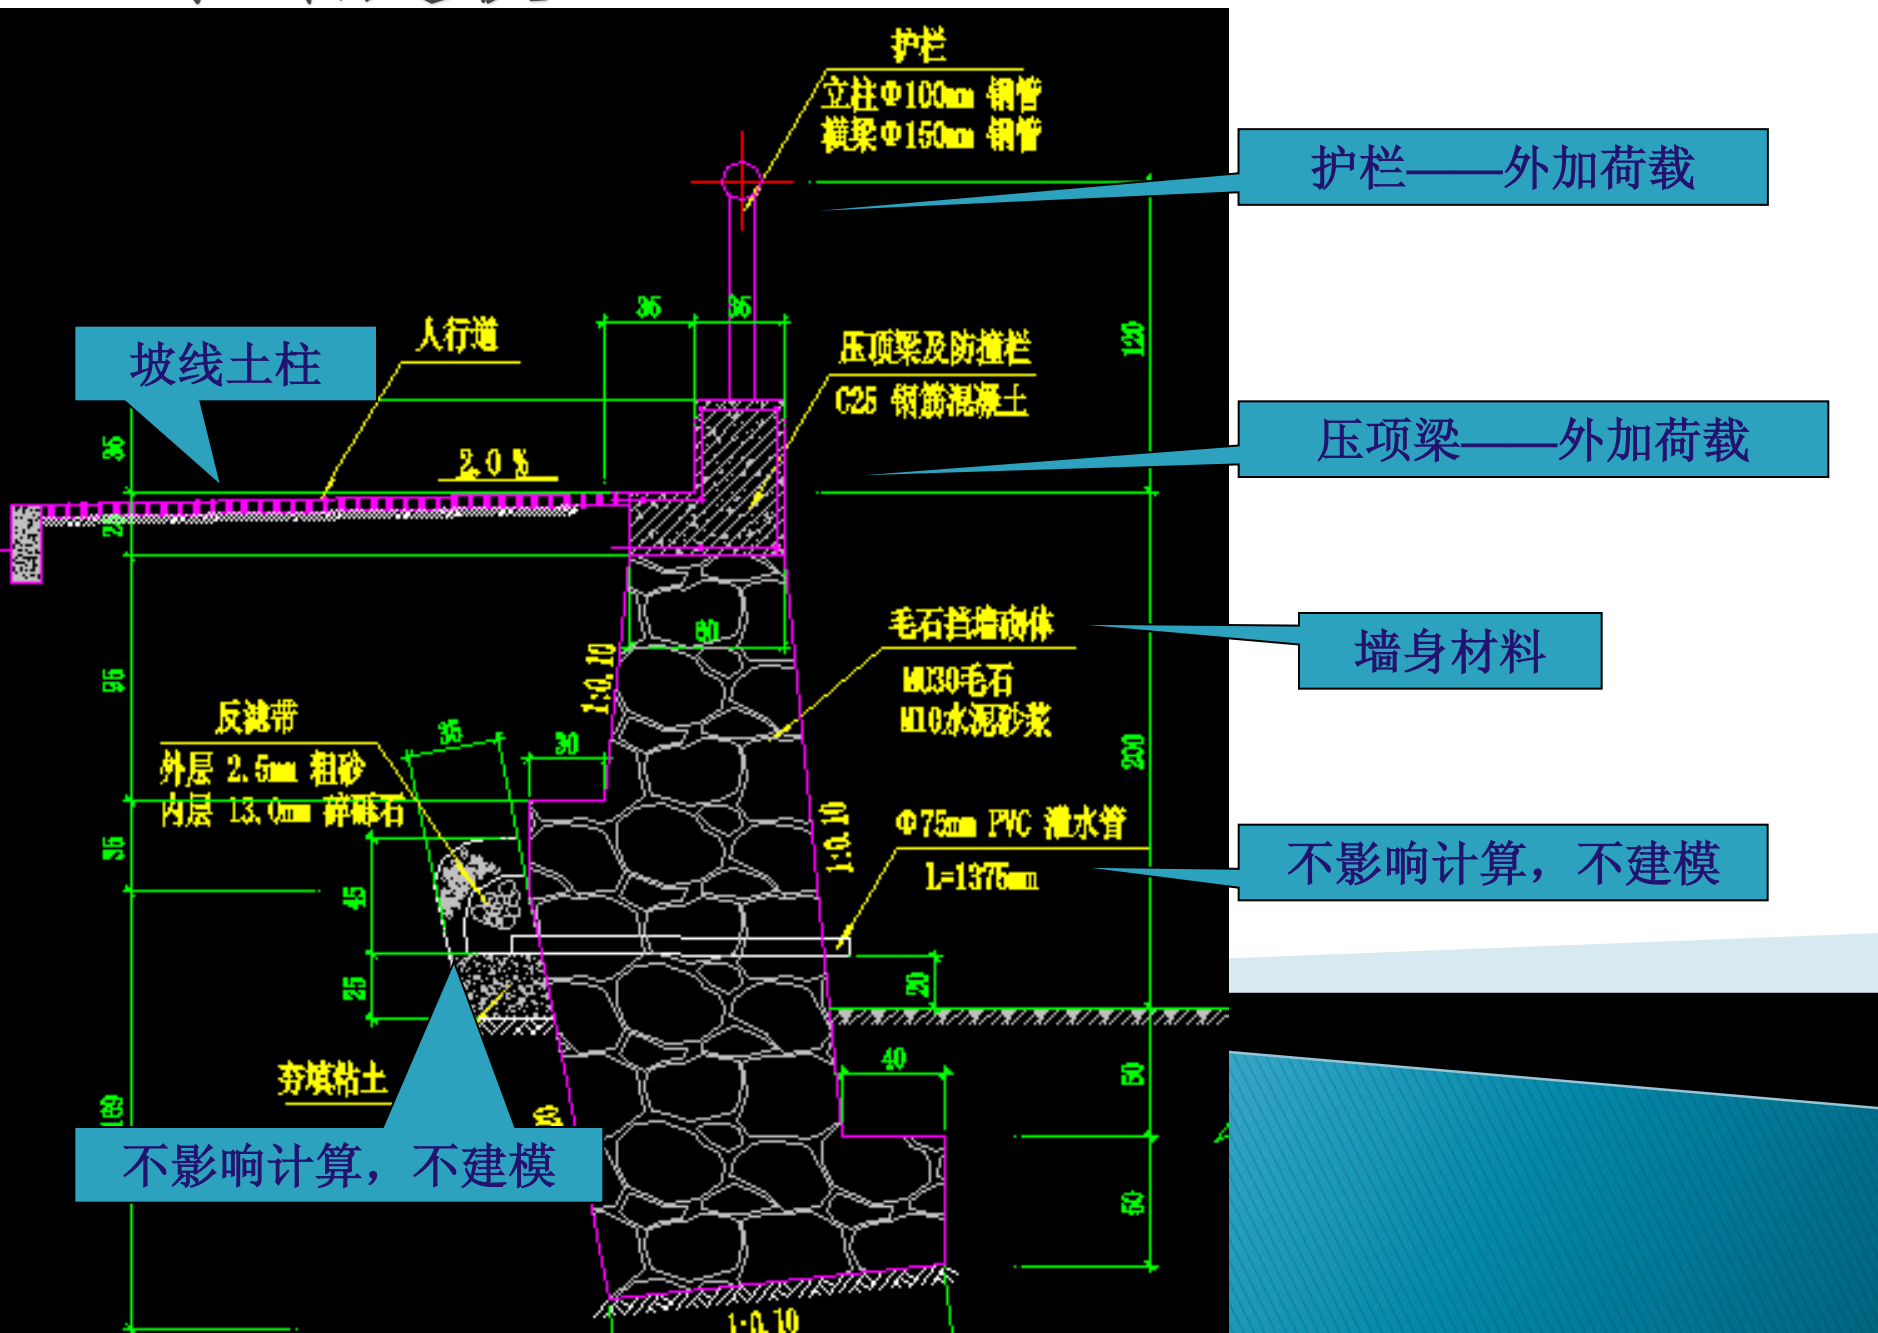 护栏
立柱Φ100mm 钢管
横梁Φ150mm 钢管
护栏——外加荷载
35
35
人行道
坡线土柱
压顶梁及防撞栏
C25 钢筋混凝土
120
压项梁——外加荷载
35
2.0%
毛石挡墙砌体
80
墙身材料
MU30毛石
M10水泥砂浆
1:0.10
95
反滤带
35
30
外层 2.5mm 粗砂
内层 13.0mm 碎砾石
200
1:0.10
Φ75mm PVC 泄水管
L=1375mm
不影响计算，不建模
35
45
25
20
夯填粘土
40
50
169
不影响计算，不建模
50
1:0.10